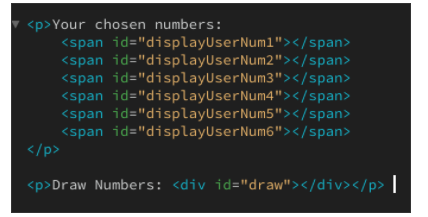 <p>Your chosen numbers:
<span id="displayUserNum1"></span>
<span id="displayUserNum2"></span>
<span id="displayUserNum3"></span>
<span id="displayUserNum4"></span>
<span id="displayUserNum5"></span>
<span id="displayUserNum6"></span>
</p>
<p>Draw Numbers: <div id="draw"></div></p>